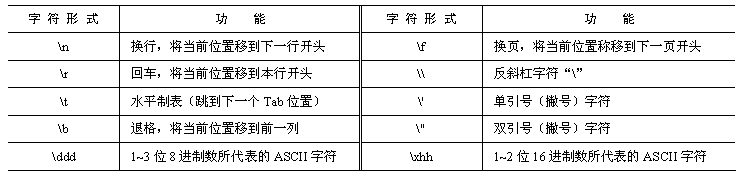 字 符 形 式 功 能 字 符 形 式 功 能
\n 换行，将当前位置移到下一行开头 \f 换页，将当前位置称移到下一页开头
\r 回车，将当前位置移到本行开头 \\ 反斜杠字符“\”
\t 水平制表（跳到下一个 Tab 位置） \' 单引号（撇号）字符
\b 退格，将当前位置移到前一列 \" 双引号（撇号）字符
\ddd 1~3 位 8 进制数所代表的 ASCII 字符 \xhh 1~2 位 16 进制数所代表的 ASCII 字符